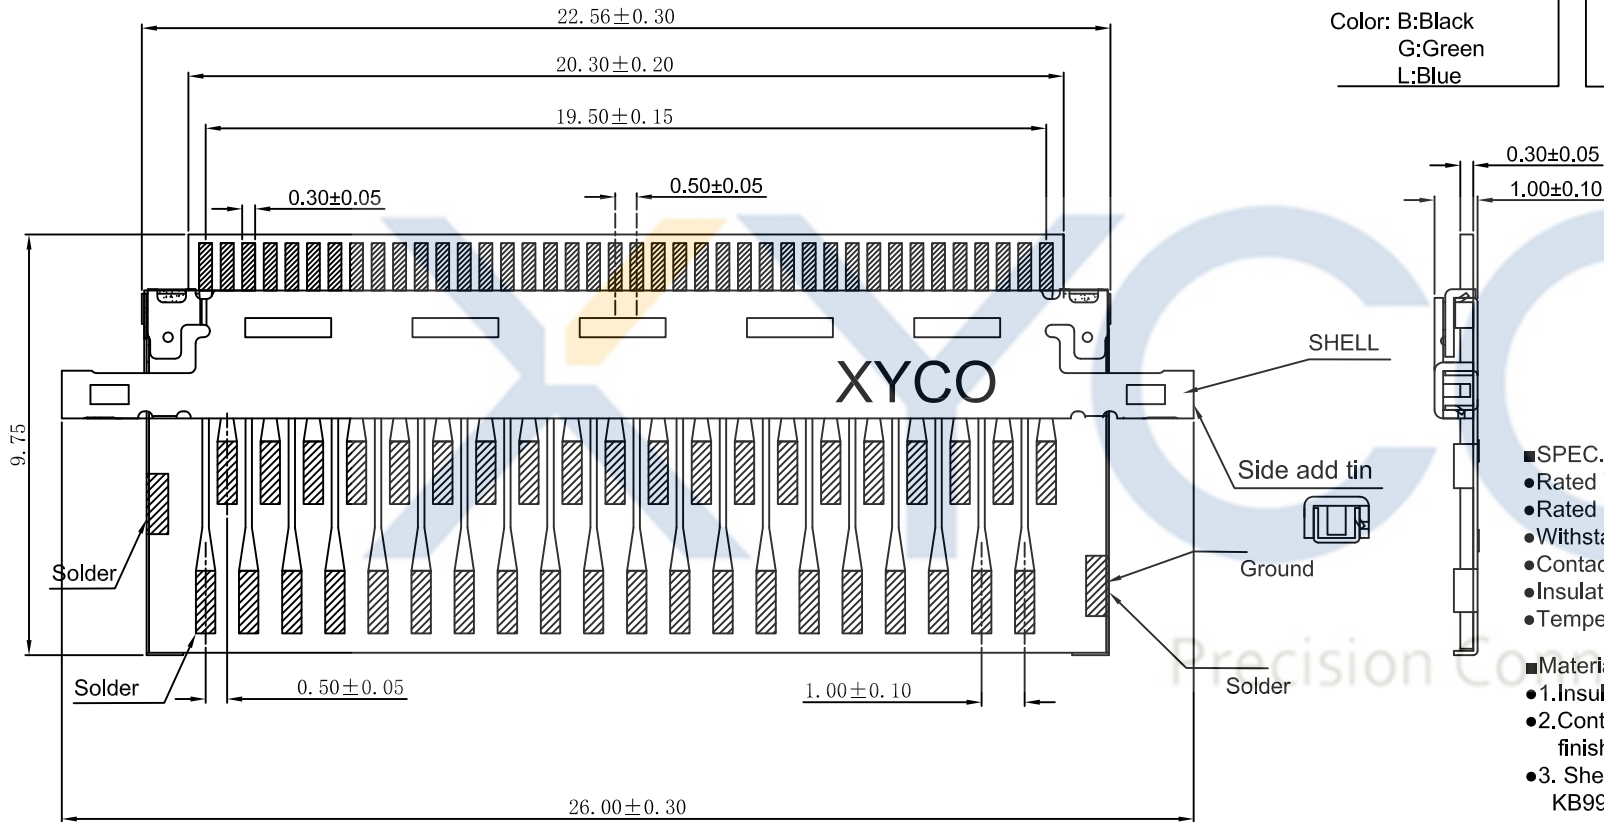 22.56±0.30
20.30±0.20
19.50±0.15
0.30±0.05
0.50±0.05
Color: B:Black
G:Green
L:Blue
0.30±0.05
1.00±0.10
XYCO
SHELL
Side add tin
9.75
Solder
Ground
Solder
Solder
0.50±0.05
1.00±0.10
26.00±0.30
■SPEC.
●Rated
●Rated
●Withsta
●Contac
●Insulat
●Tempe
■Materia
●1.Insul
●2.Cont
finish
●3. She
KB99
XYCO
Precision Conn